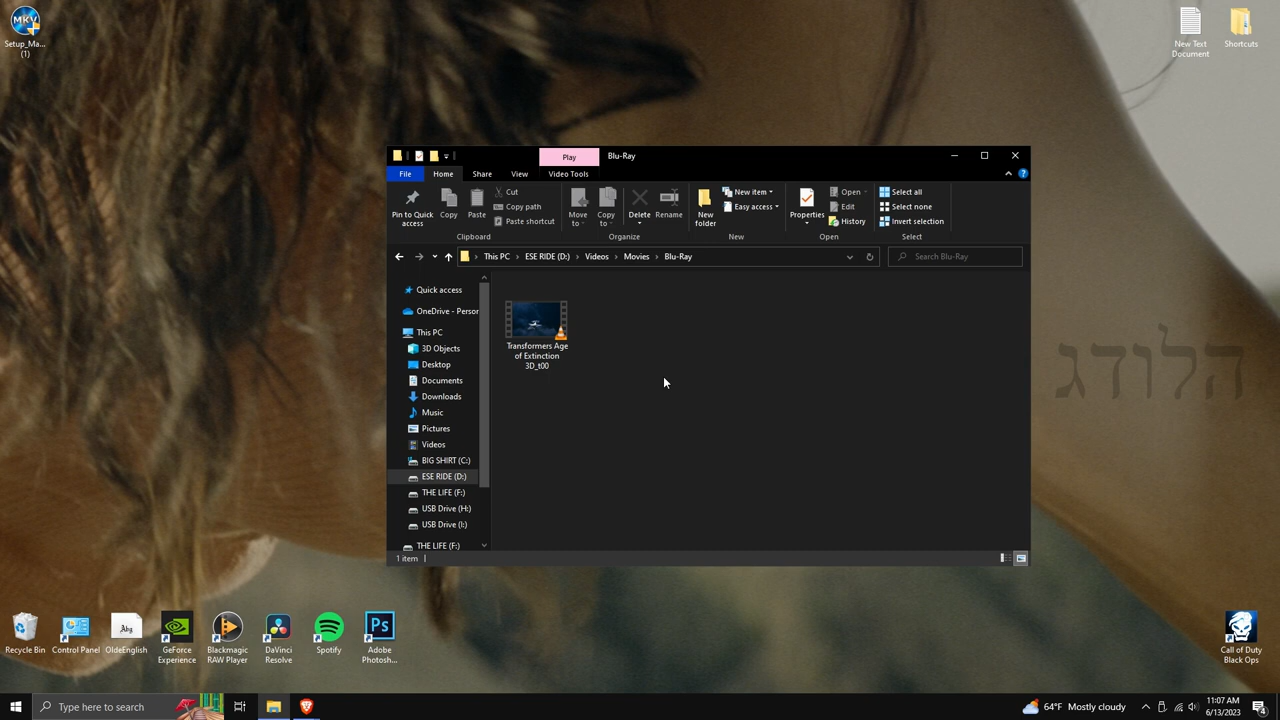 MKV
Setup_Ma...
(1)
New Text
Document
Shortcuts
Play
Blu-Ray
File
Home
Share
View
Video Tools
Pin to Quick
access
Copy
Paste
Cut
Copy path
Paste shortcut
Clipboard
Move
to
Copy
to
Delete
Rename
Organize
New
folder
New item
Easy access
New
Properties
Open
Edit
History
Open
Select all
Select none
Invert selection
Select
This PC
ESE RIDE (D:)
Videos
Movies
Blu-Ray
Search Blu-Ray
Quick access
OneDrive - Person
This PC
3D Objects
Desktop
Documents
Downloads
Music
Pictures
Videos
BIG SHIRT (C:)
ESE RIDE (D:)
THE LIFE (F:)
USB Drive (H:)
USB Drive (I:)
THE LIFE (F:)
Transformers Age
of Extinction
3D_t00
1 item
הלודג
Recycle Bin
Control Panel
Abg
OldeEnglish
GeForce
Experience
Blackmagic
RAW Player
DaVinci
Resolve
Spotify
Ps
Adobe
Photosh...
Call of Duty
Black Ops
Type here to search
64°F Mostly cloudy
11:07 AM
6/13/2023
4